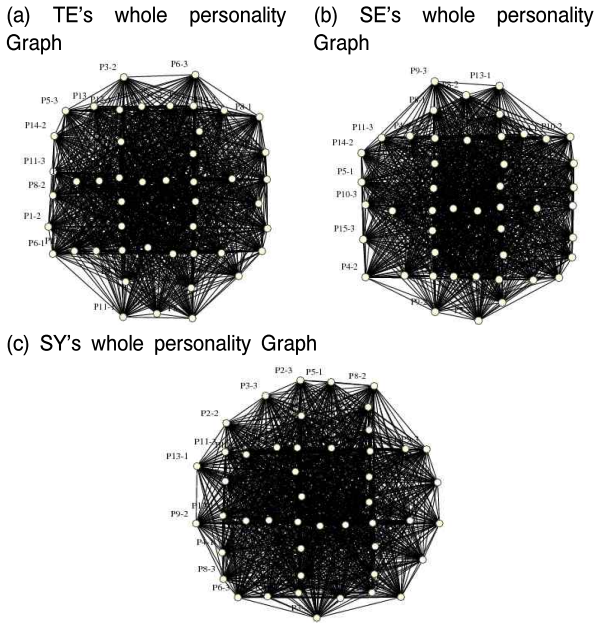 (a) TE's whole personality
Graph
(b) SE's whole personality
Graph
P3-2
P6-3
P5-3
P13
P8-1
P14-2
P11-3
P8-2
P1-2
P6-1
P11-
P9-3
P13-1
P11-3
P10-2
P14-2
P5-1
P10-3
P15-3
P4-2
(c) SY's whole personality Graph
P2-3
P5-1
P8-2
P3-3
P2-2
P11-3
P13-1
P9-2
P8-3
P6-3